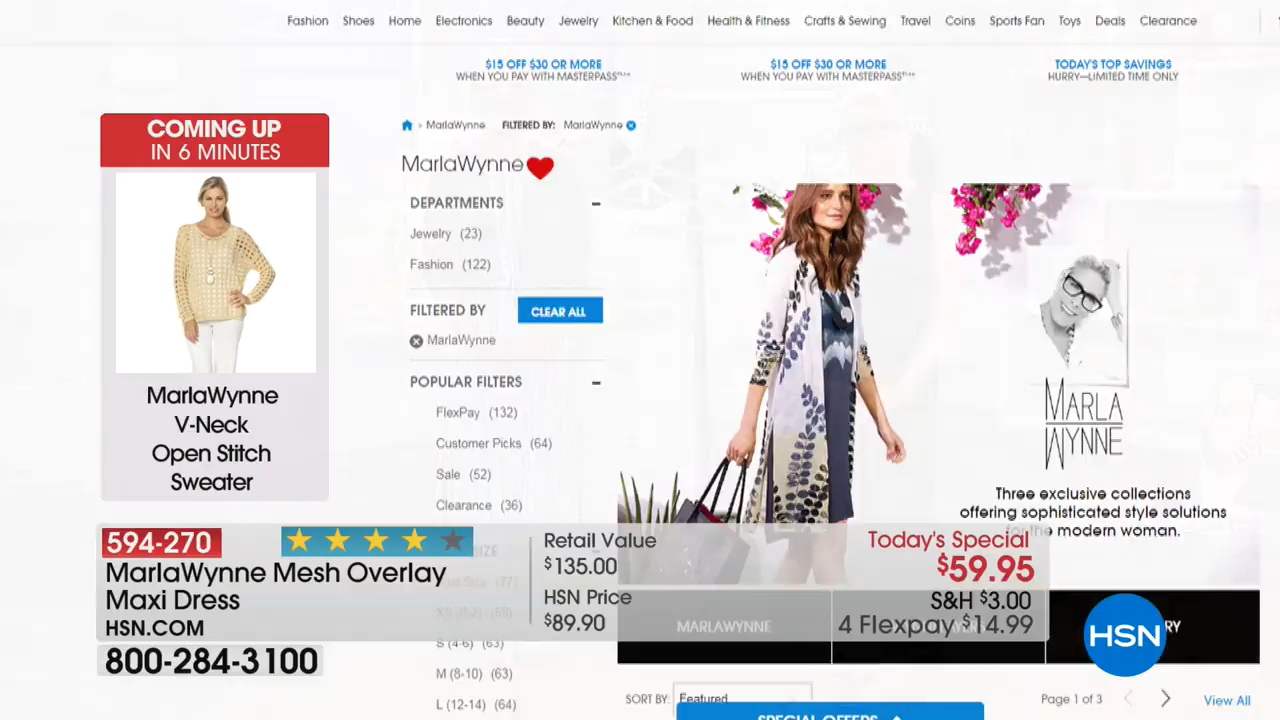 Fashion Shoes Home Electronics Beauty Jewelry Kitchen & Food Health & Fitness Crafts & Sewing Travel Coins Sports Fan Toys Deals Clearance
$15 OFF $30 OR MORE
WHEN YOU PAY WITH MASTERPASS
$15 OFF $30 OR MORE
WHEN YOU PAY WITH MASTERPASS
TODAY'S TOP SAVINGS
HURRY—LIMITED TIME ONLY
COMING UP
IN 6 MINUTES
MarlaWynne
V-Neck
Open Stitch
Sweater
> MarlaWynne FILTERED BY: MarlaWynne
MarlaWynne
DEPARTMENTS
Jewelry (23)
Fashion (122)
FILTERED BY CLEAR ALL
MarlaWynne
POPULAR FILTERS
FlexPay (132)
Customer Picks (64)
Sale (52)
Clearance (36)
SIZE
S (4-6) (63)
M (8-10) (63)
L (12-14) (64)
MARLA
WYNNE
Three exclusive collections
offering sophisticated style solutions
for the modern woman.
594-270
MarlaWynne Mesh Overlay
Maxi Dress
HSN.COM
800-284-3100
Retail Value
$135.00
HSN Price
$89.90
Today's Special
$59.95
S&H $3.00
4 Flexpay $14.99
MARLAWYNNE
HSN
SORT BY: Featured
Page 1 of 3 View All
SPECIAL OFFERS